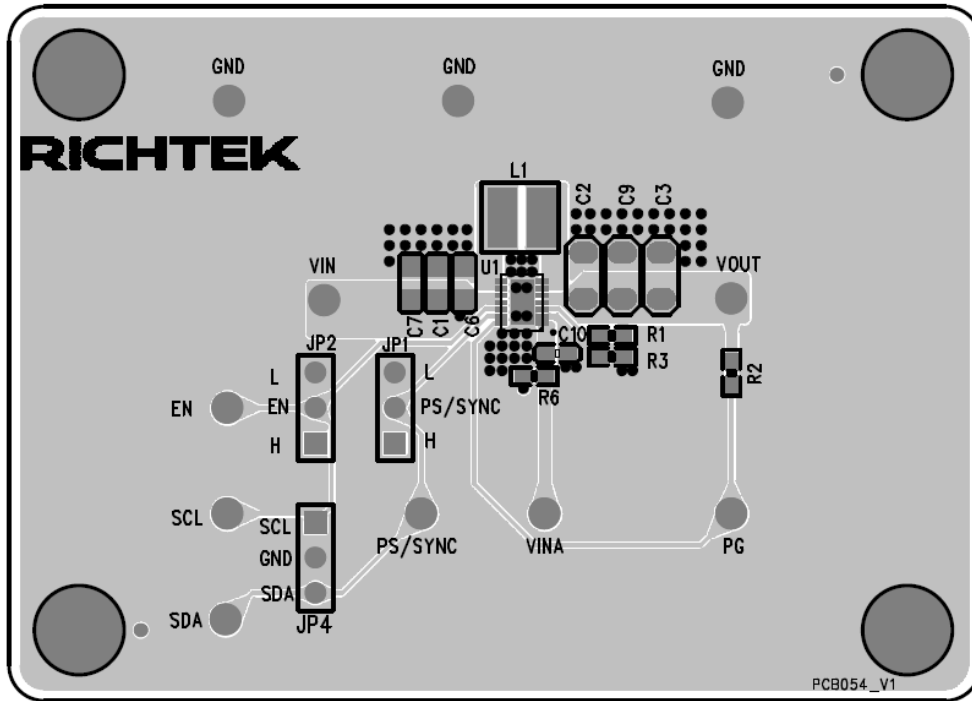 GND GND GND
RICHTEK
L1
C2 C9 C3
VIN U1 VOUT
C7 C1 C6
C10 R1
JP2 JP1
L L R3
R2
R6
EN EN PS/SYNC
H H
SCL SCL
PS/SYNC VINA PG
GND
SDA SDA
JP4
PCB054_V1